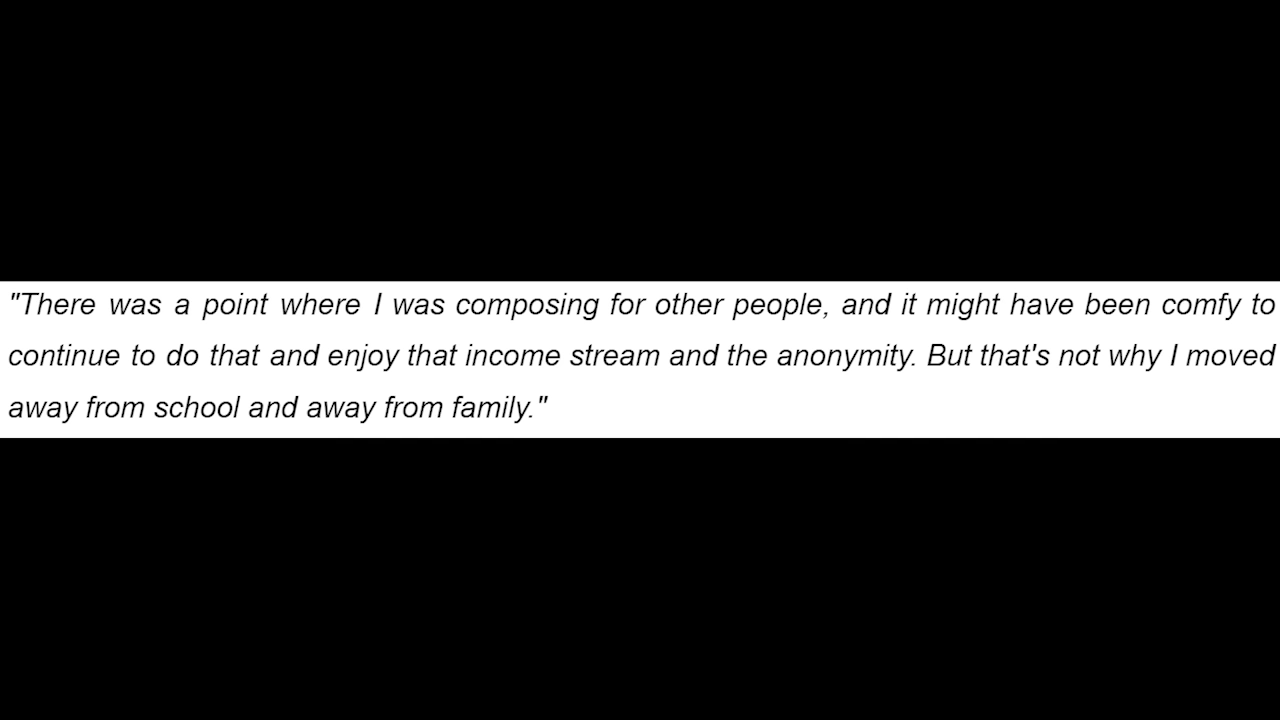 "There was a point where I was composing for other people, and it might have been comfy to
continue to do that and enjoy that income stream and the anonymity. But that's not why I moved
away from school and away from family."